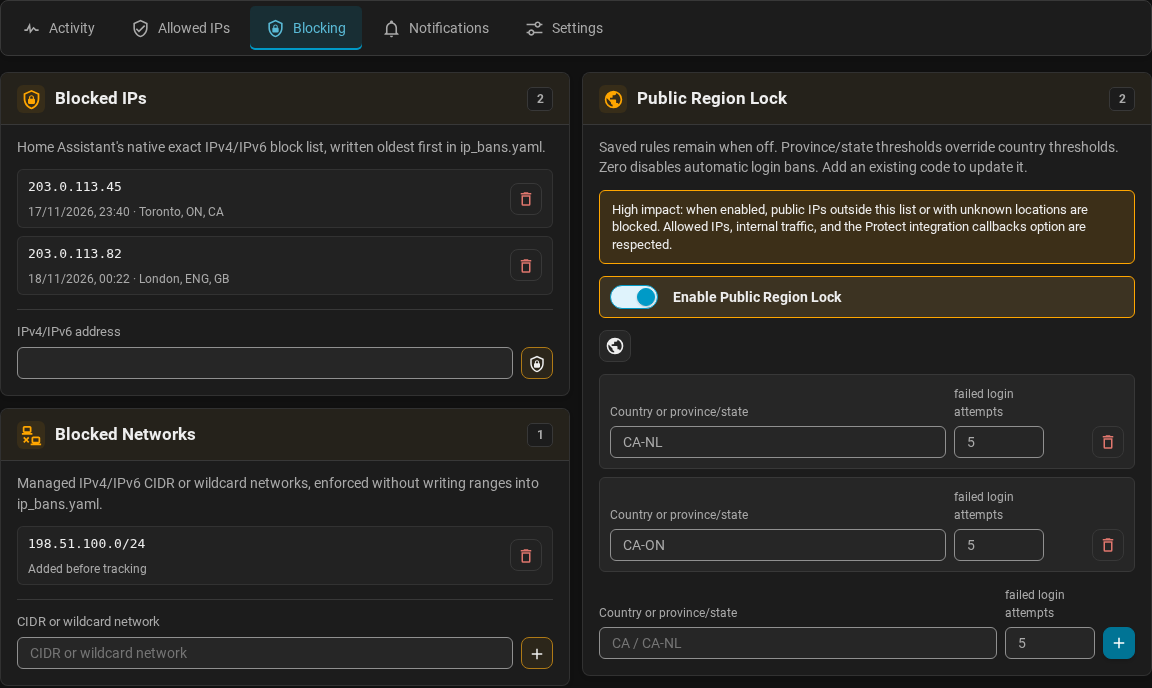 Activity
Allowed IPs
Blocking
Notifications
Settings
Blocked IPs
2
Home Assistant's native exact IPv4/IPv6 block list, written oldest first in ip_bans.yaml.
203.0.113.45
17/11/2026, 23:40 · Toronto, ON, CA
203.0.113.82
18/11/2026, 00:22 · London, ENG, GB
IPv4/IPv6 address
Blocked Networks
1
Managed IPv4/IPv6 CIDR or wildcard networks, enforced without writing ranges into
ip_bans.yaml.
198.51.100.0/24
Added before tracking
CIDR or wildcard network
CIDR or wildcard network
Public Region Lock
2
Saved rules remain when off. Province/state thresholds override country thresholds.
Zero disables automatic login bans. Add an existing code to update it.
High impact: when enabled, public IPs outside this list or with unknown locations are
blocked. Allowed IPs, internal traffic, and the Protect integration callbacks option are
respected.
Enable Public Region Lock
Country or province/state
failed login
attempts
CA-NL
5
Country or province/state
failed login
attempts
CA-ON
5
Country or province/state
failed login
attempts
CA / CA-NL
5